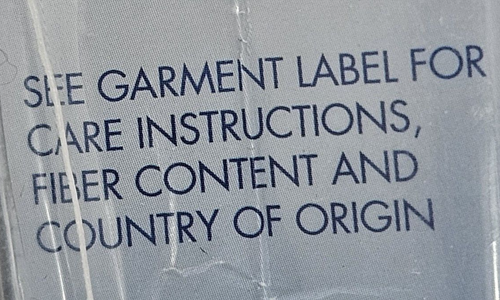 SEE GARMENT LABEL FOR
CARE INSTRUCTIONS,
FIBER CONTENT AND
COUNTRY OF ORIGIN